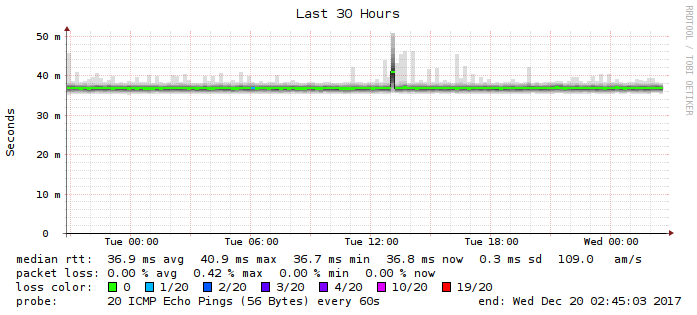 Last 30 Hours
RRDTOOL / TOBI OETIKER
Seconds
50 m
40 m
30 m
20 m
10 m
0
Tue 00:00 Tue 06:00 Tue 12:00 Tue 18:00 Wed 00:00
median rtt: 36.9 ms avg 40.9 ms max 36.7 ms min 36.8 ms now 0.3 ms sd 109.0 am/s
packet loss: 0.00 % avg 0.42 % max 0.00 % min 0.00 % now
loss color: 0 1/20 2/20 3/20 4/20 10/20 19/20
probe: 20 ICMP Echo Pings (56 Bytes) every 60s end: Wed Dec 20 02:45:03 2017